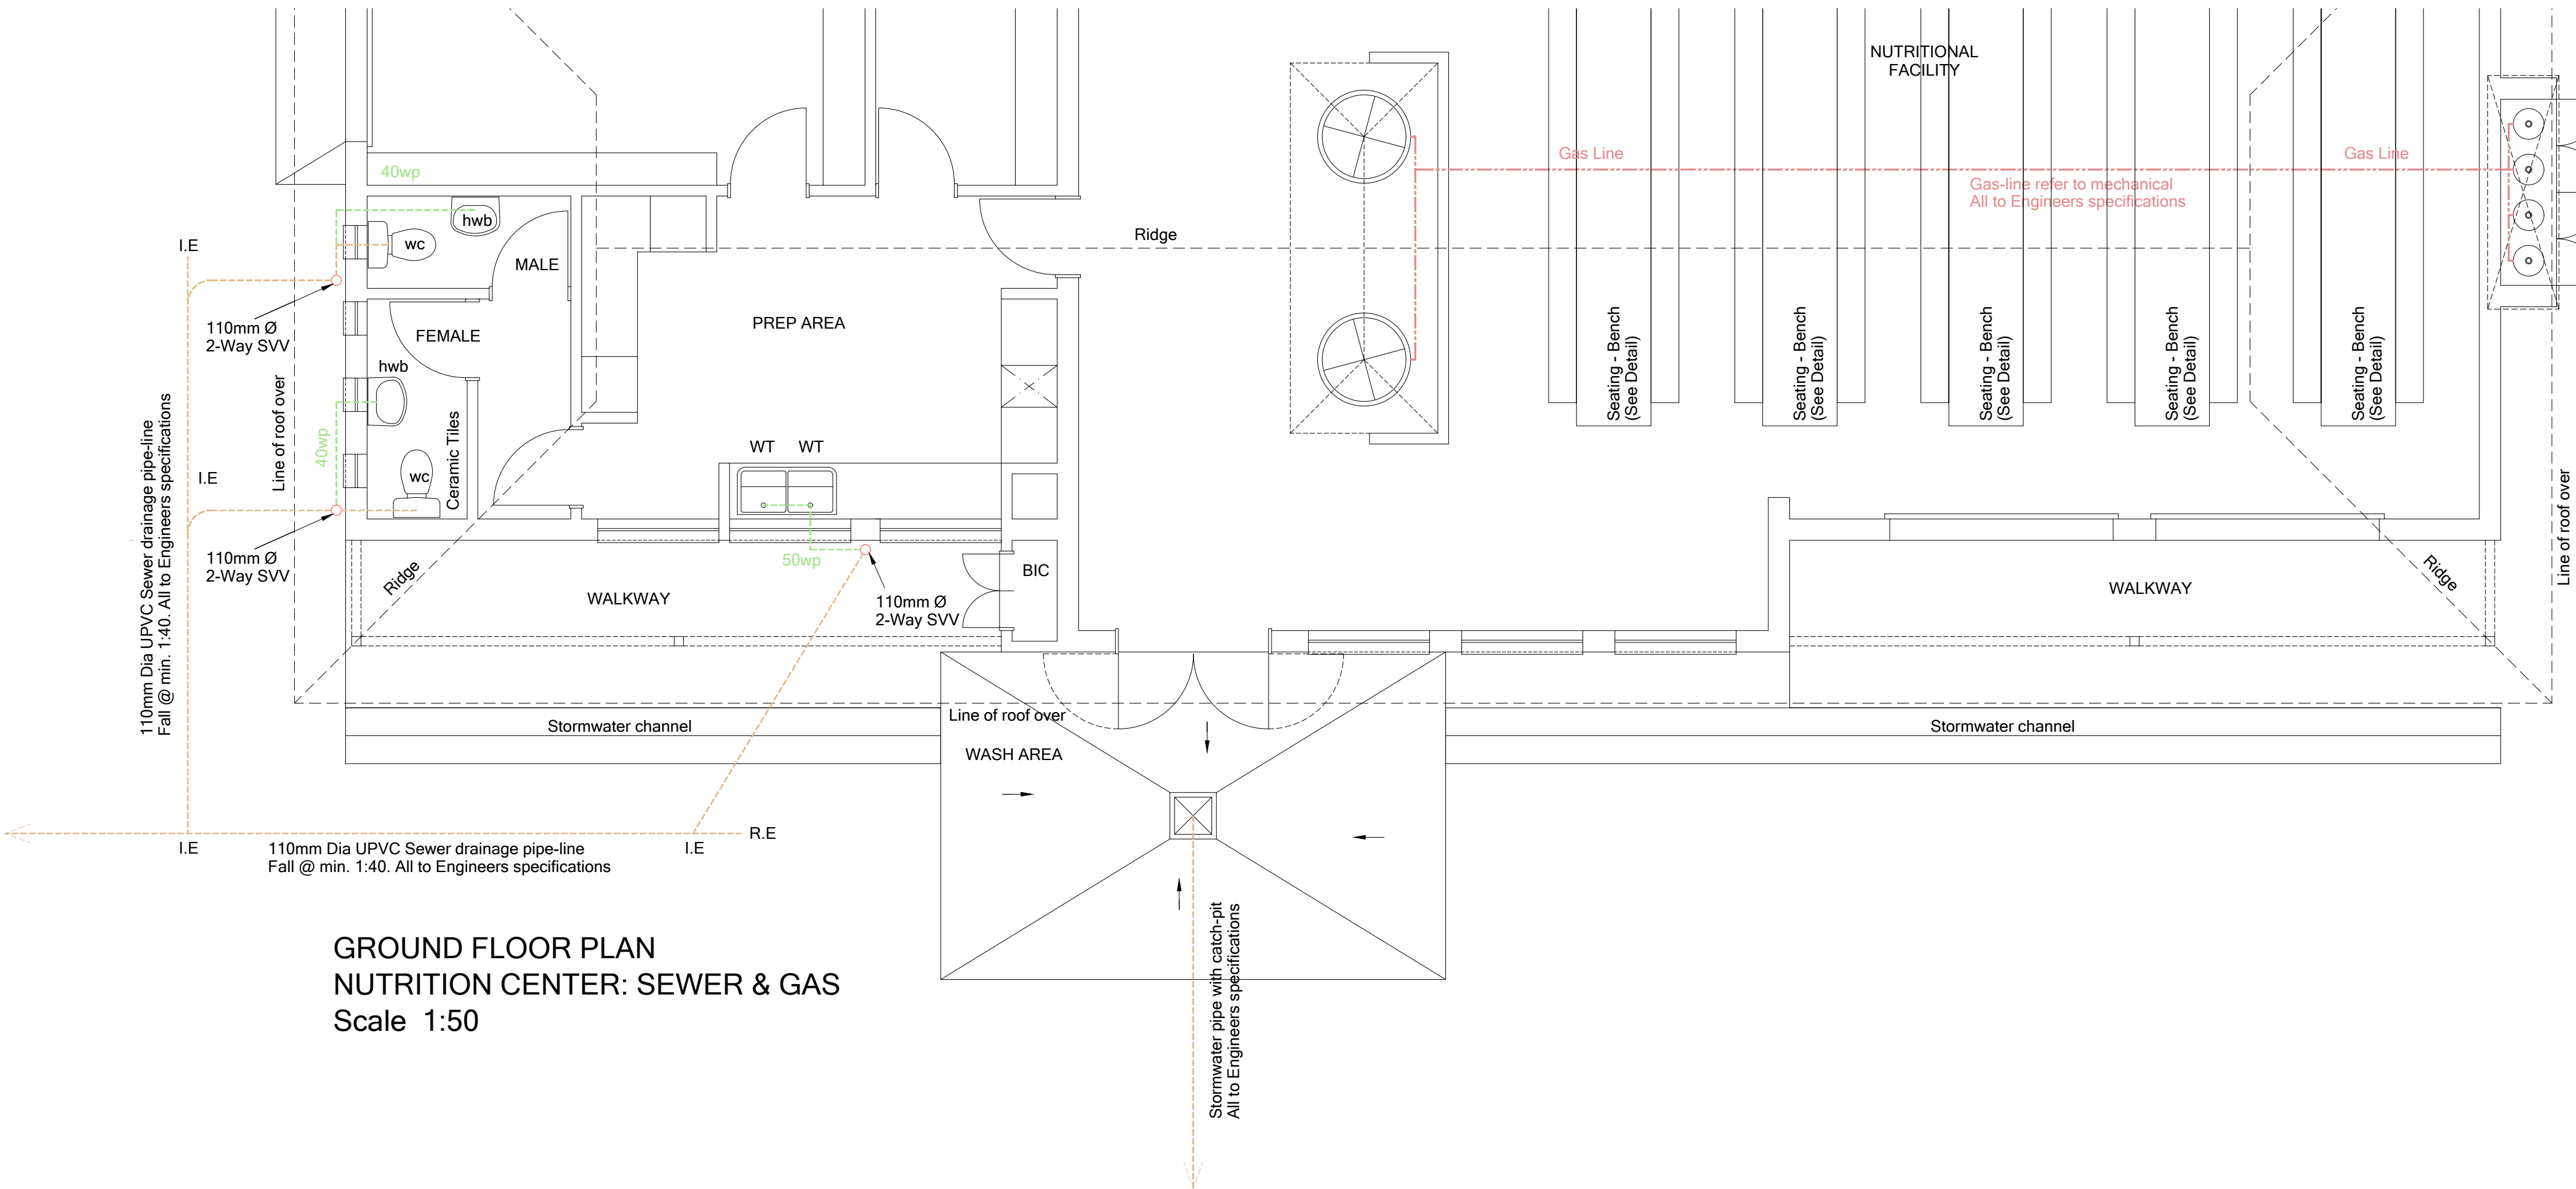 NUTRITIONAL
FACILITY
40wp
Gas Line
Gas Line
Gas-line refer to mechanical
All to Engineers specifications
hwb
wc
I.E
MALE
Ridge
110mm Ø
2-Way SVV
FEMALE
PREP AREA
hwb
Line of roof over
40wp
wc
Ceramic Tiles
WT
WT
Seating - Bench
(See Detail)
Seating - Bench
(See Detail)
Seating - Bench
(See Detail)
Seating - Bench
(See Detail)
Seating - Bench
(See Detail)
110mm Dia UPVC Sewer drainage pipe-line
Fall @ min. 1:40. All to Engineers specifications
I.E
110mm Ø
2-Way SVV
Ridge
50wp
BIC
WALKWAY
110mm Ø
2-Way SVV
WALKWAY
Ridge
Line of roof over
Stormwater channel
Line of roof over
Stormwater channel
WASH AREA
I.E
110mm Dia UPVC Sewer drainage pipe-line
Fall @ min. 1:40. All to Engineers specifications
I.E
R.E
Stormwater pipe with catch-pit
All to Engineers specifications
GROUND FLOOR PLAN
NUTRITION CENTER: SEWER & GAS
Scale 1:50